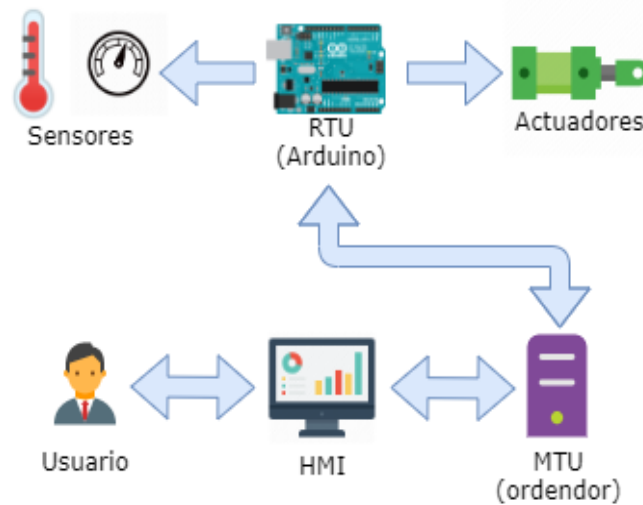 Sensores
RTU
(Arduino)
Actuadores
Usuario
HMI
MTU
(ordendor)